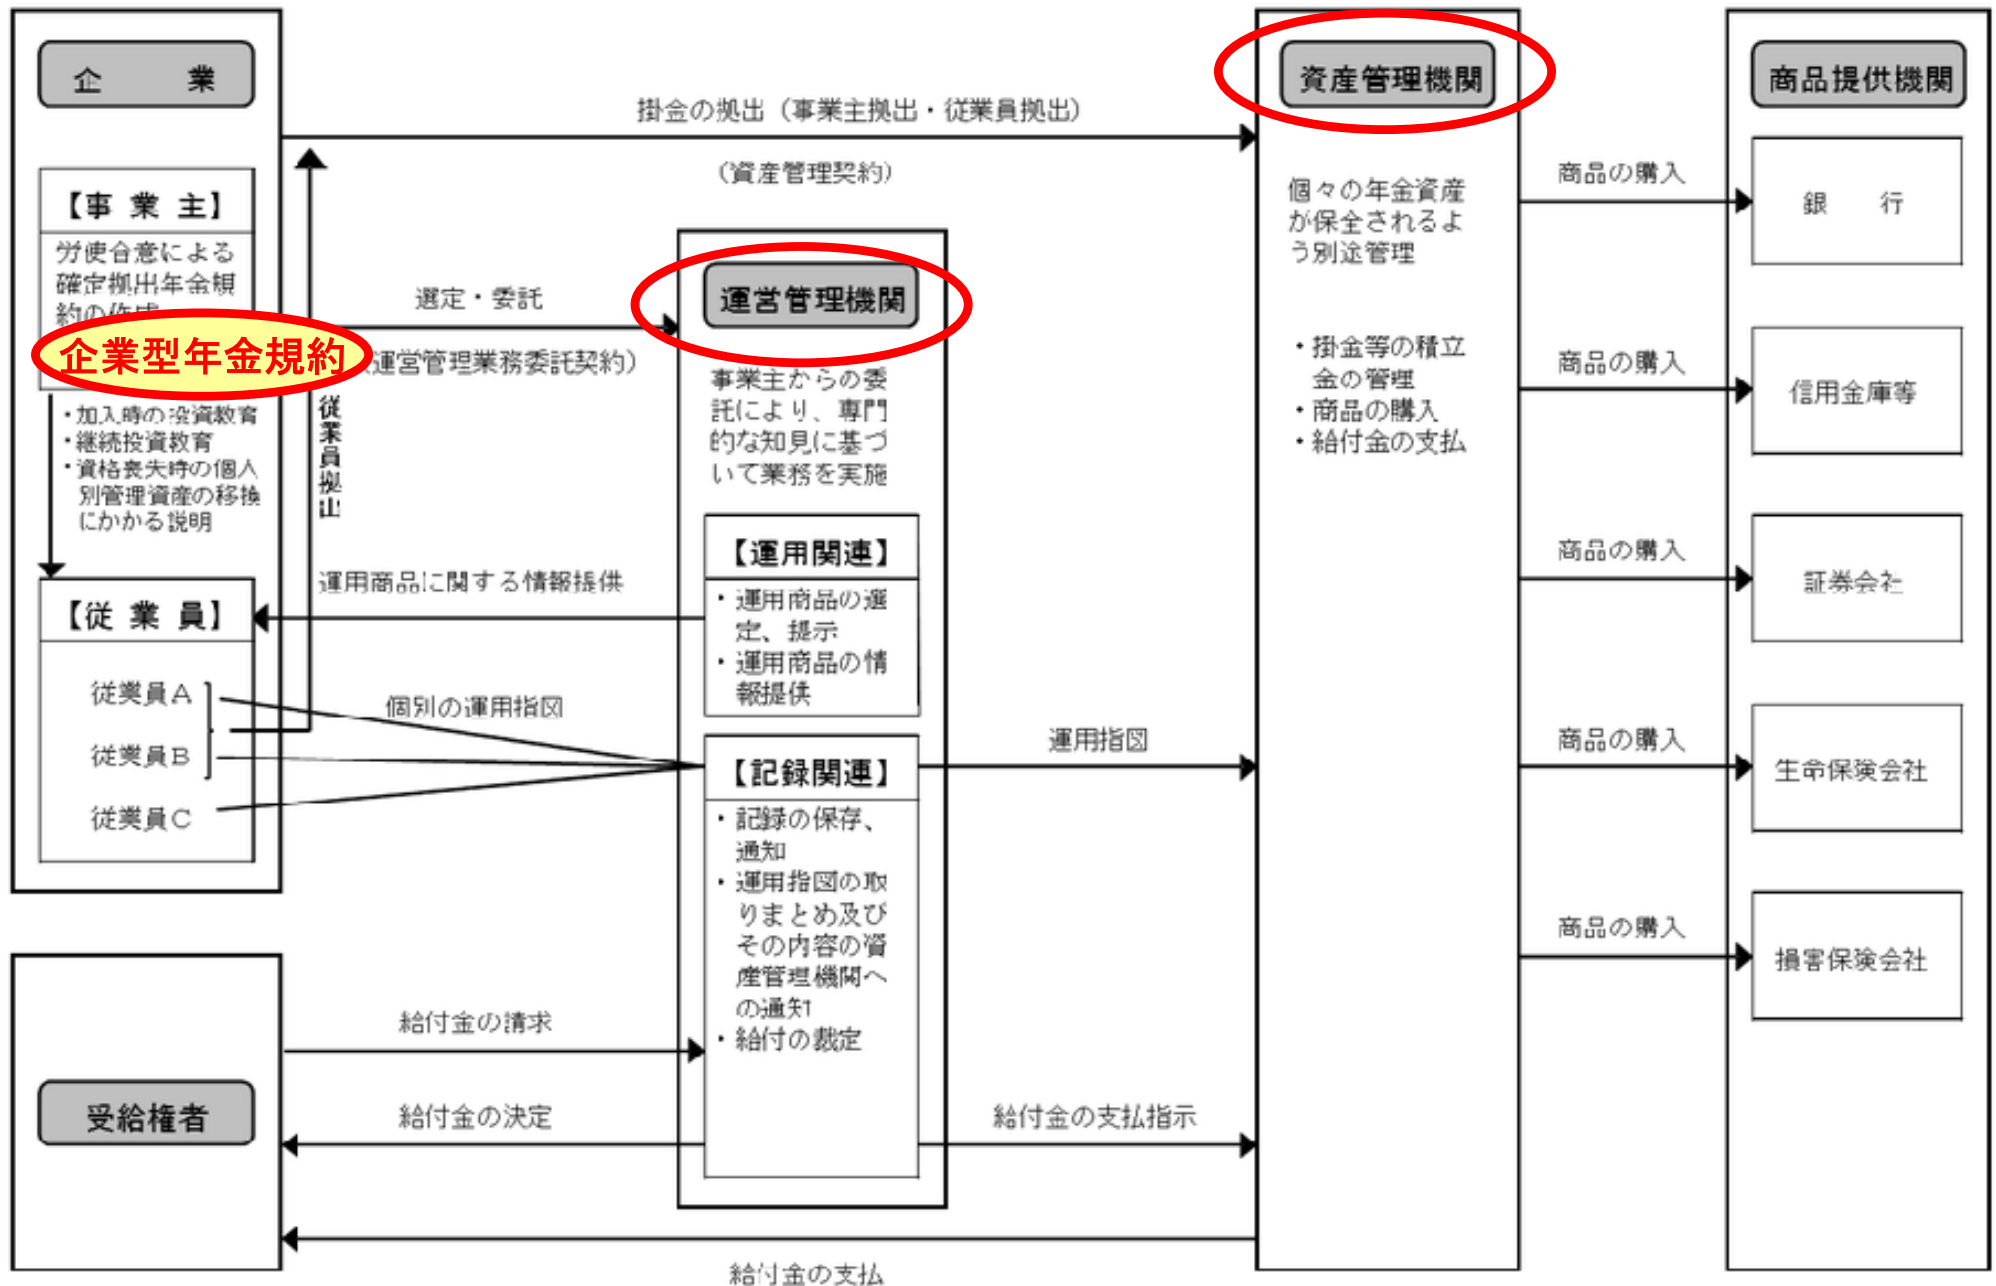 企　業
【事 業 主】
労使合意による
確定拠出年金規
約の作成
企業型年金規約
・加入時の投資教育
・継続投資教育
・資格喪失時の個人
別管理資産の移換
にかかる説明
【従 業 員】
従業員A
従業員B
従業員C
受給権者
掛金の拠出（事業主拠出・従業員拠出）
（資産管理契約）
選定・委託
運営管理業務委託契約）
従業員拠出
運用商品に関する情報提供
個別の運用指図
給付金の請求
給付金の決定
給付金の支払
運営管理機関
事業主からの委
託により、専門
的な知見に基づ
いて業務を実施
【運用関連】
・運用商品の選
定、提示
・運用商品の情
報提供
【記録関連】
・記録の保存、
通知
・運用指図の取
りまとめ及び
その内容の資
産管理機関へ
の通知
・給付の裁定
運用指図
給付金の支払指示
資産管理機関
個々の年金資産
が保全されるよ
う別途管理
・掛金等の積立
金の管理
・商品の購入
・給付金の支払
商品の購入
商品の購入
商品の購入
商品の購入
商品の購入
商品提供機関
銀　行
信用金庫等
証券会社
生命保険会社
損害保険会社